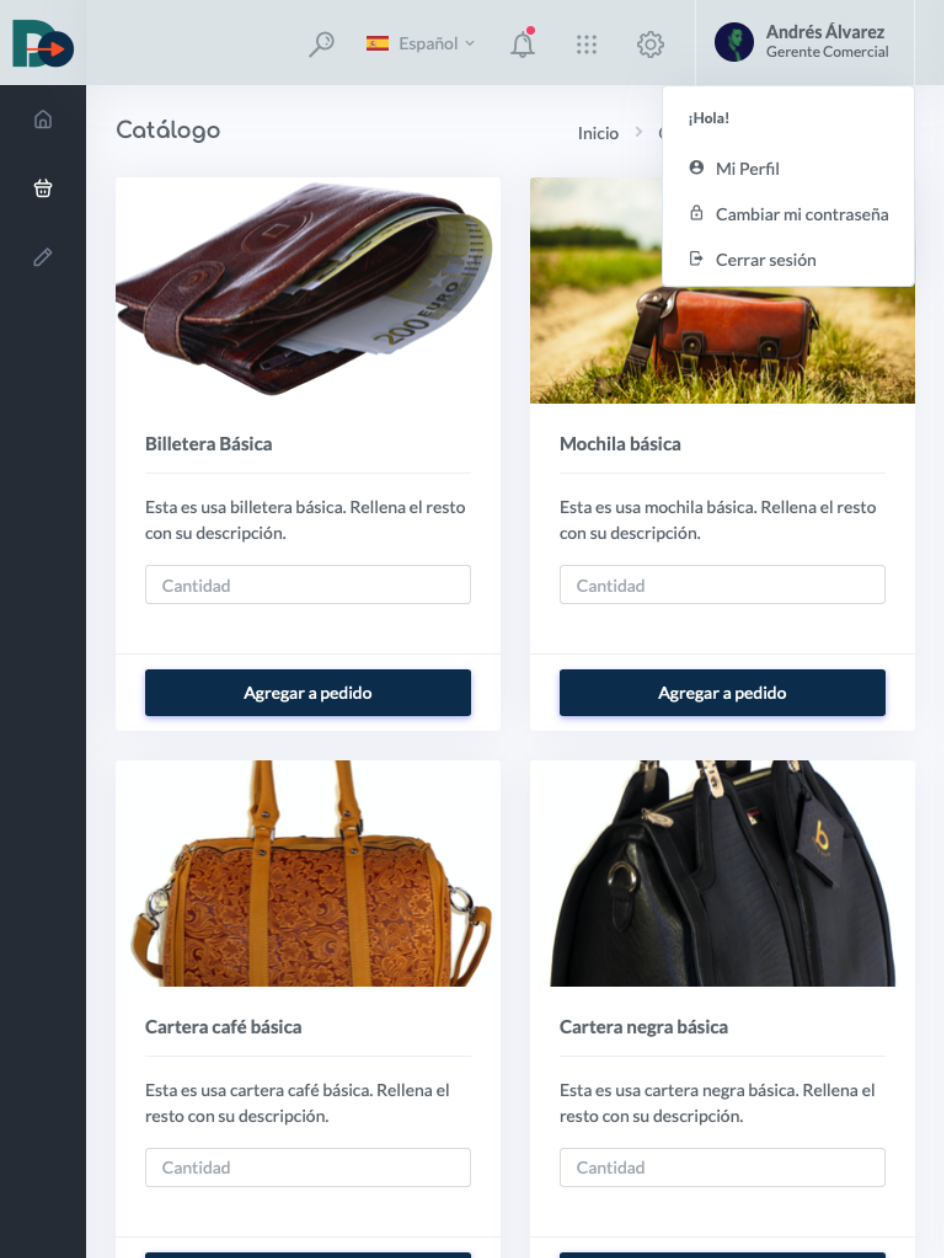 Español
Andrés Álvarez
Gerente Comercial
¡Hola!
Mi Perfil
Cambiar mi contraseña
Cerrar sesión
Catálogo
Inicio
200 EURO
Billetera Básica
Esta es usa billetera básica. Rellena el resto
con su descripción.
Cantidad
Agregar a pedido
Mochila básica
Esta es usa mochila básica. Rellena el resto
con su descripción.
Cantidad
Agregar a pedido
Cartera café básica
Esta es usa cartera café básica. Rellena el
resto con su descripción.
Cantidad
Cartera negra básica
Esta es usa cartera negra básica. Rellena el
resto con su descripción.
Cantidad